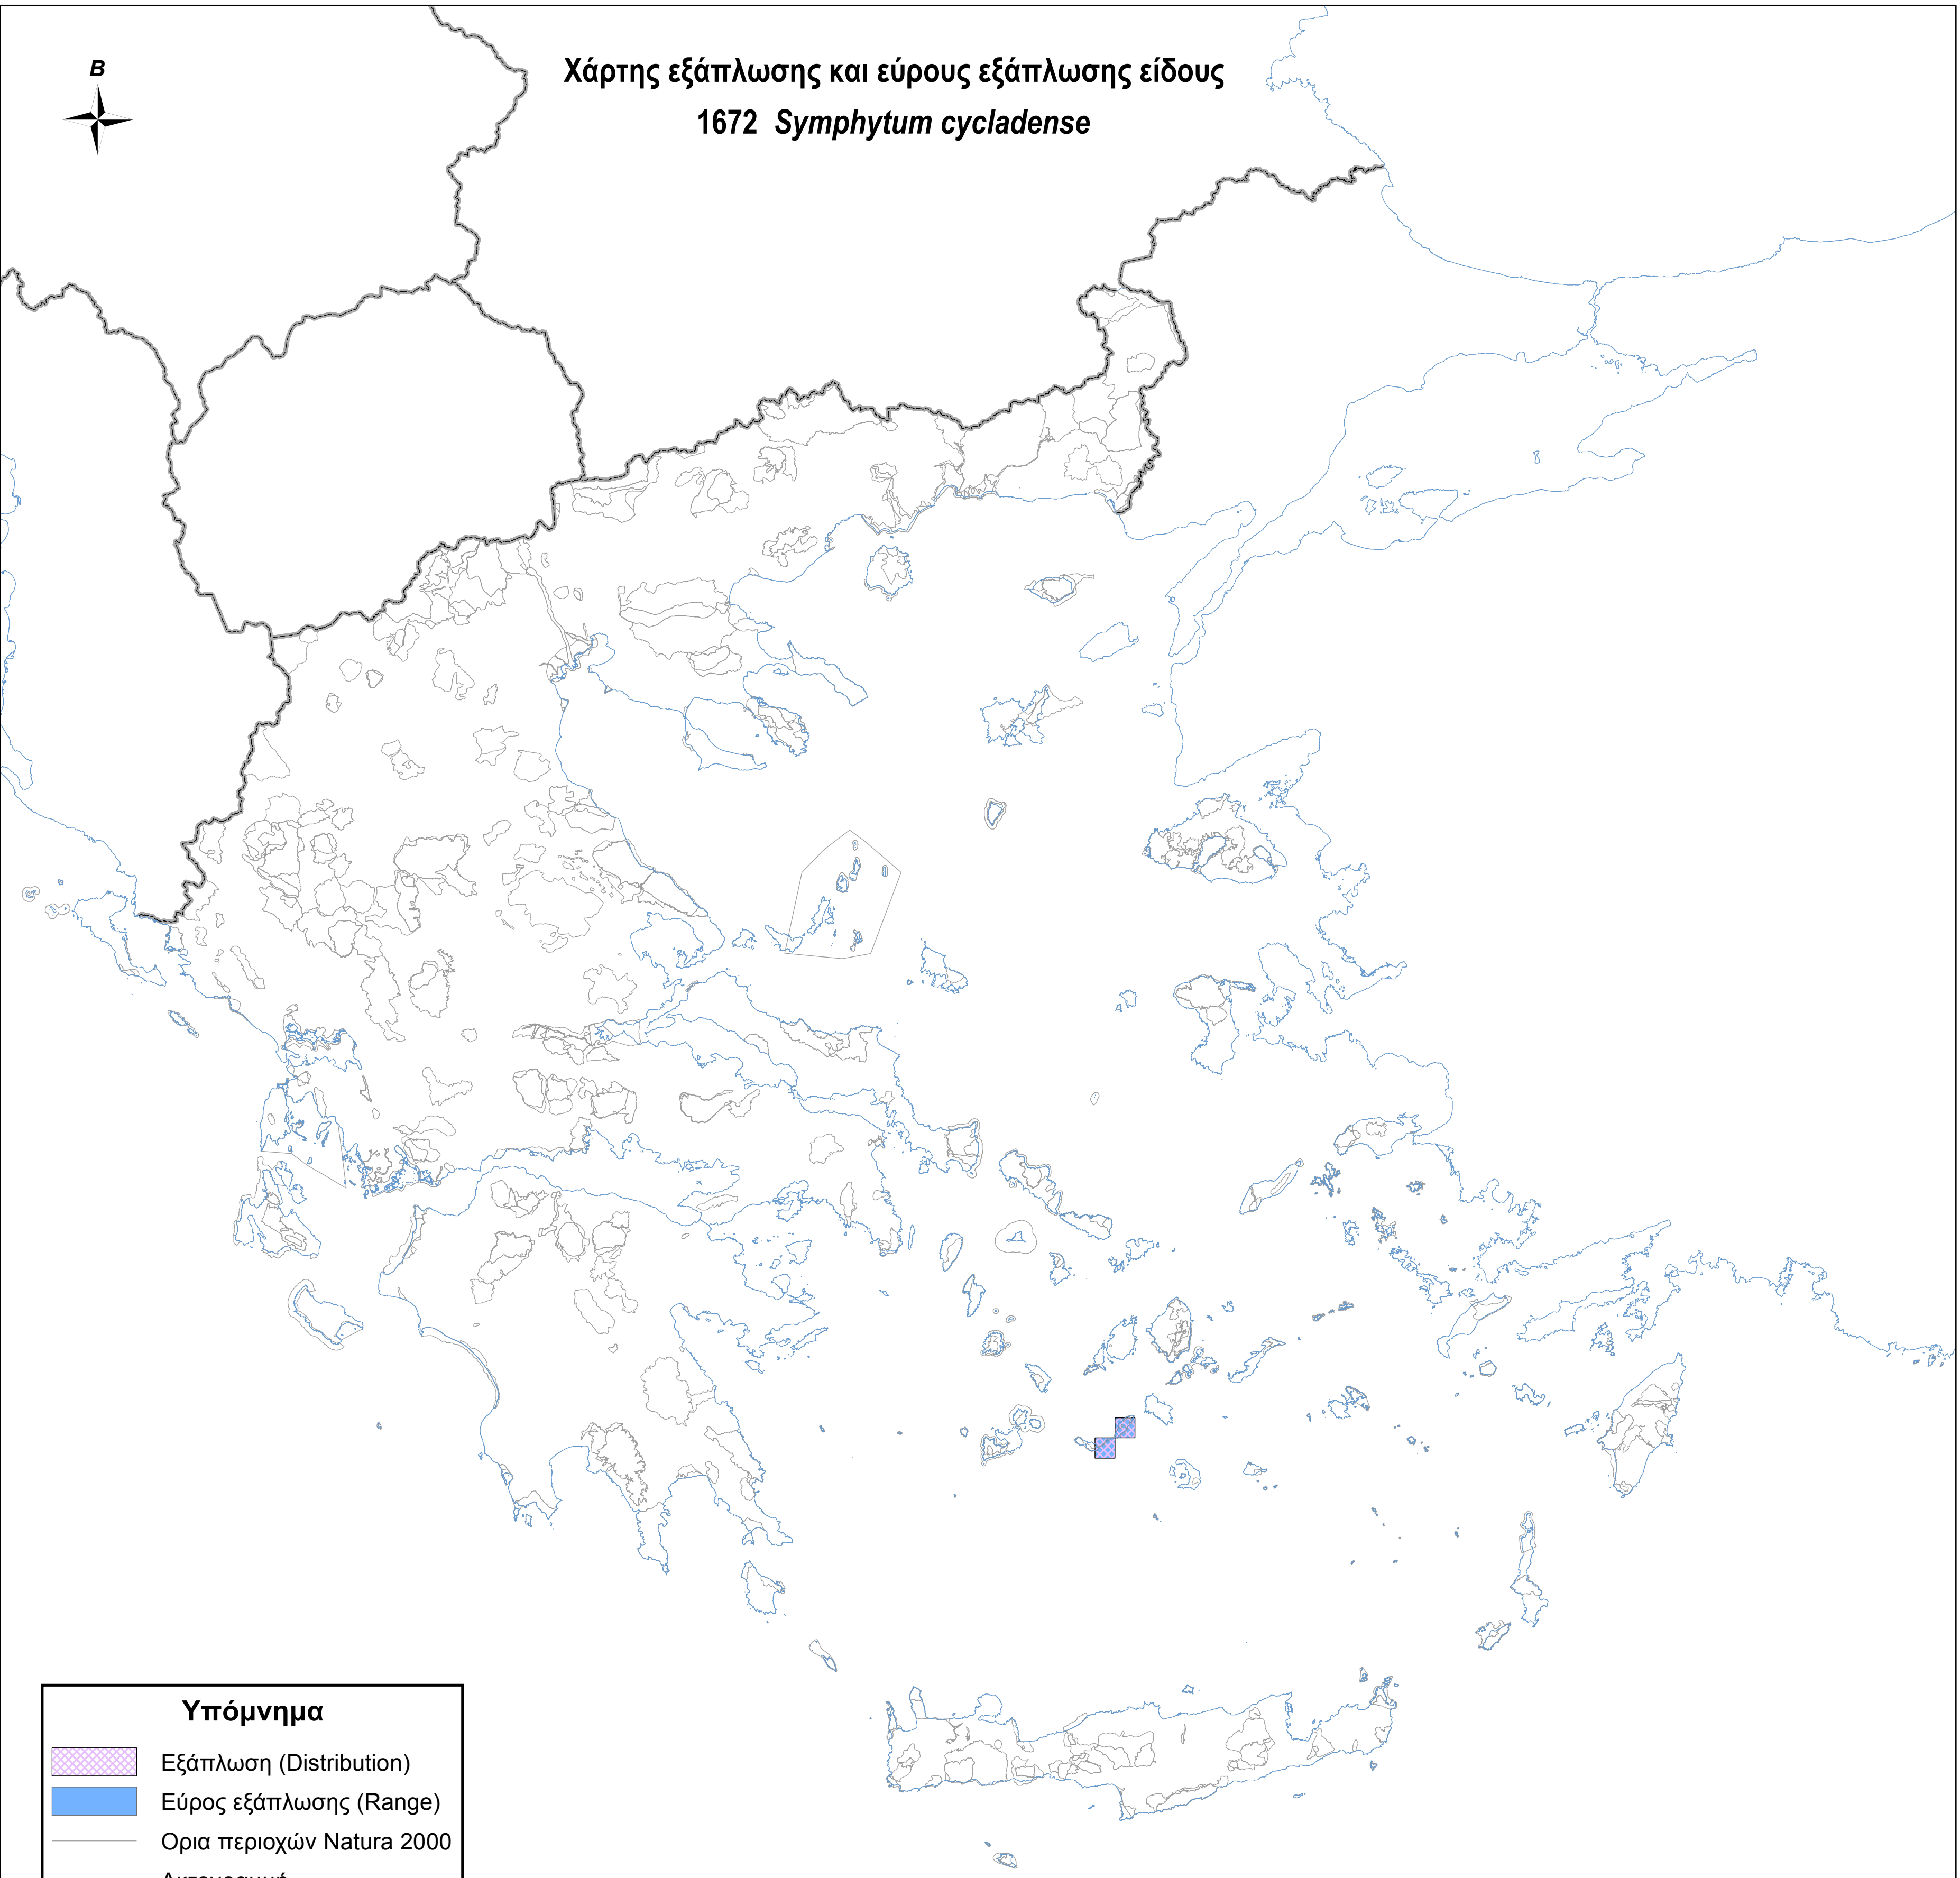 B
Χάρτης εξάπλωσης και εύρους εξάπλωσης είδους
1672 Symphytum cycladense
Υπόμνημα
Εξάπλωση (Distribution)
Εύρος εξάπλωσης (Range)
Ορια περιοχών Natura 2000